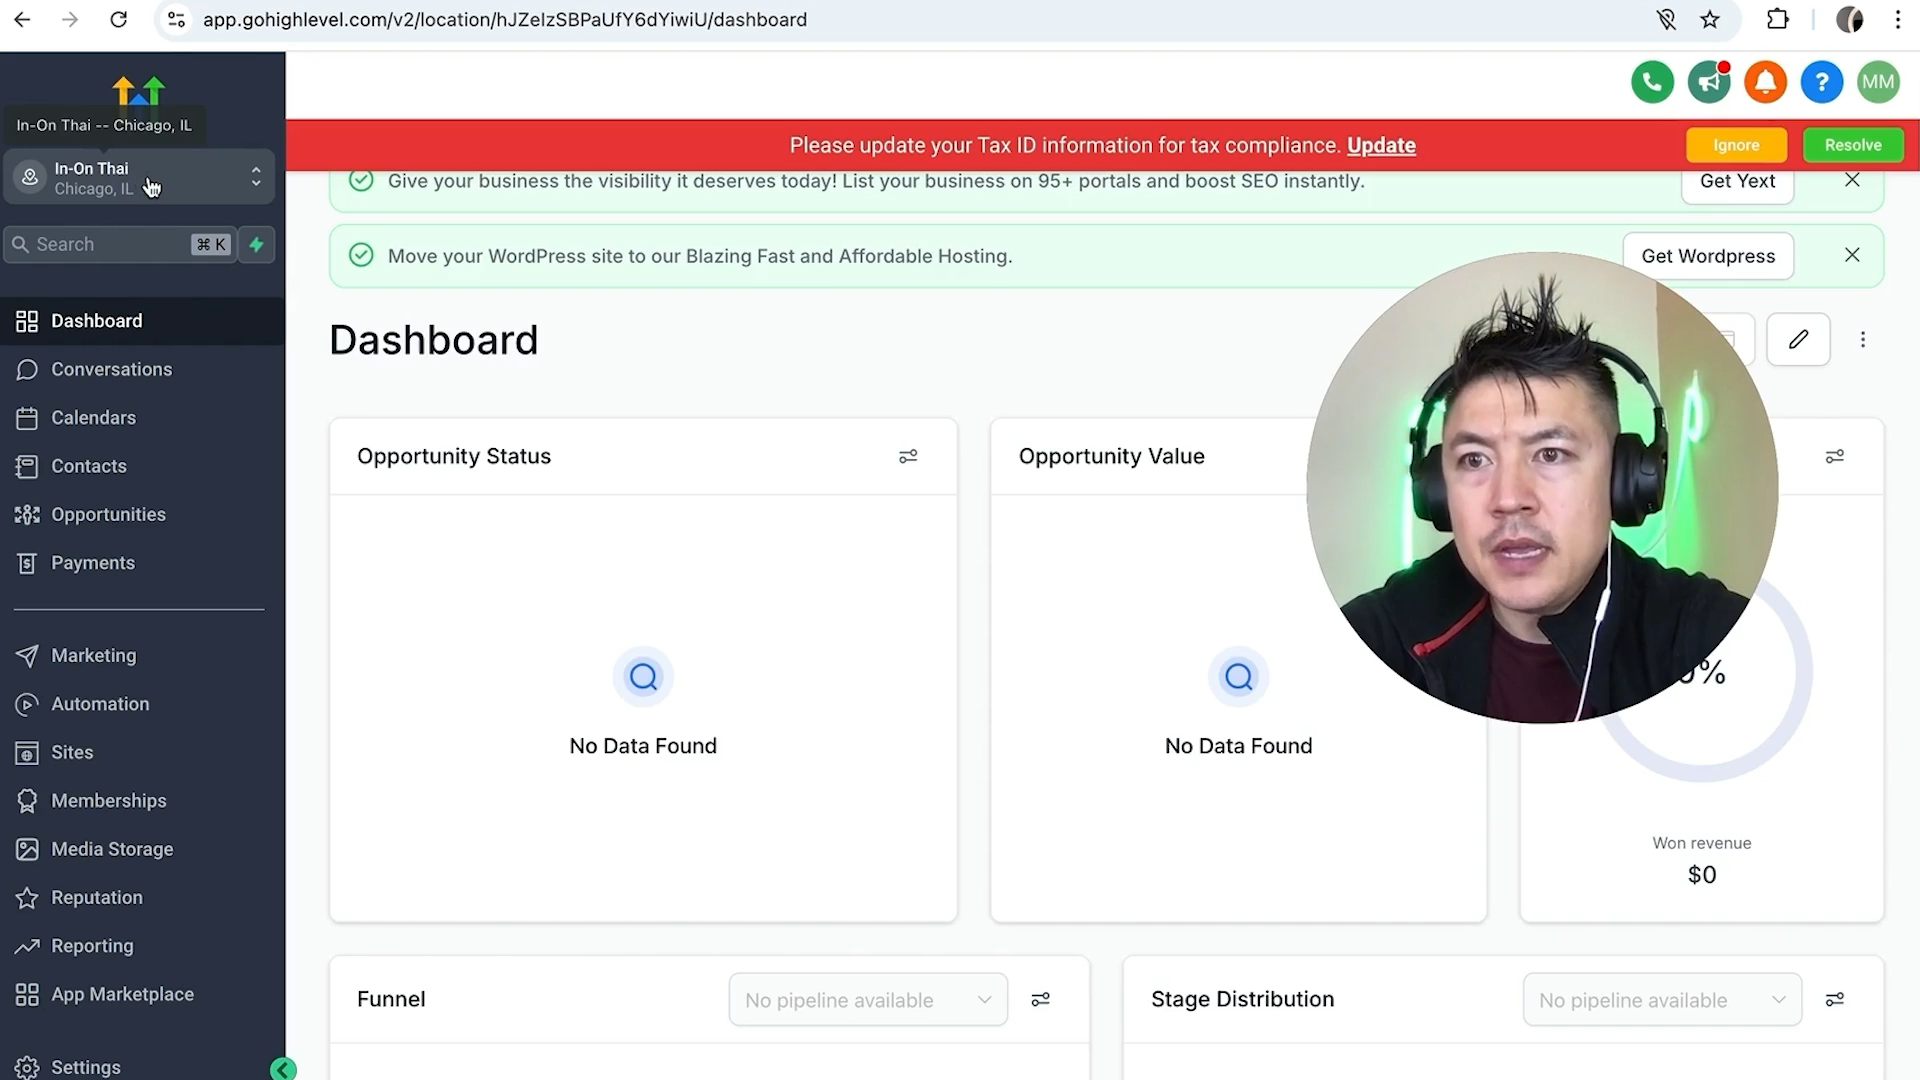 app.gohighlevel.com/v2/location/hJZeIzSBPaUfY6dYiwiU/dashboard
MM
In-On Thai -- Chicago, IL
Please update your Tax ID information for tax compliance. Update
Ignore
Resolve
In-On Thai
Chicago, IL
Give your business the visibility it deserves today! List your business on 95+ portals and boost SEO instantly.
Get Yext
Search
⌘ K
Move your WordPress site to our Blazing Fast and Affordable Hosting.
Get Wordpress
Dashboard
Conversations
Calendars
Contacts
Opportunities
Payments
Marketing
Automation
Sites
Memberships
Media Storage
Reputation
Reporting
App Marketplace
Settings
Dashboard
Opportunity Status
No Data Found
Opportunity Value
No Data Found
Won revenue
$0
Funnel
No pipeline available
Stage Distribution
No pipeline available